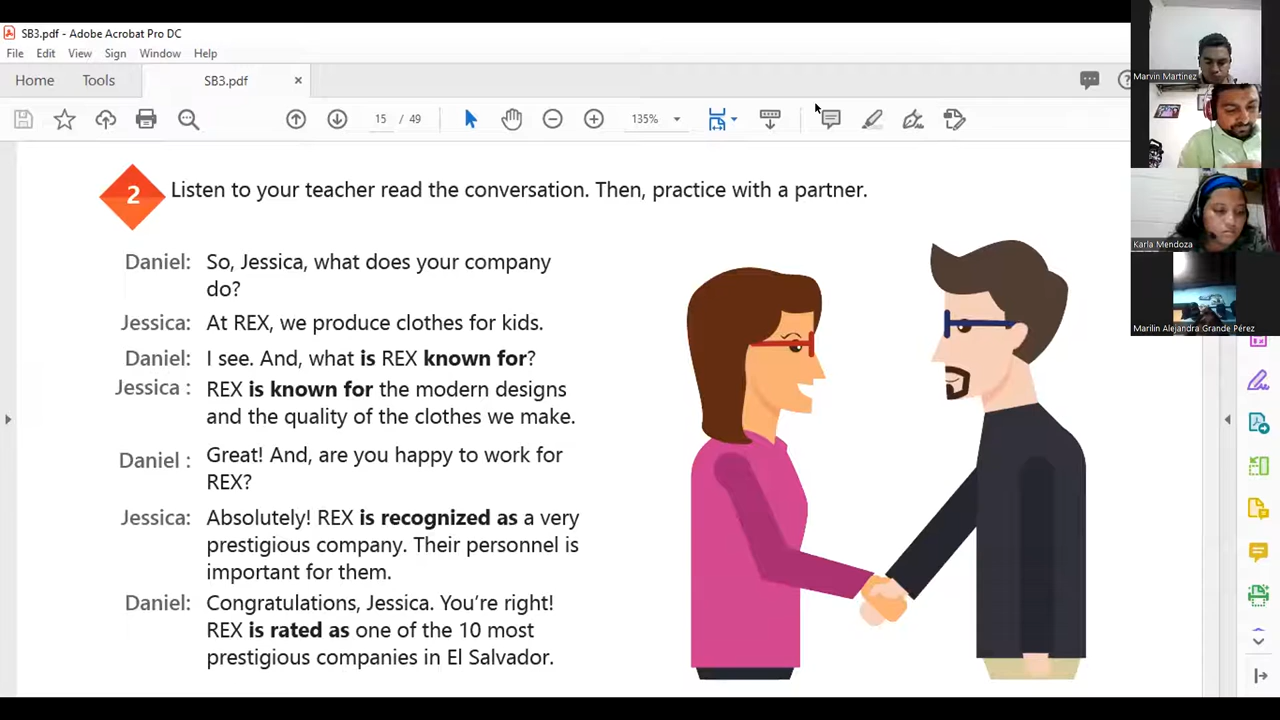 SB3.pdf - Adobe Acrobat Pro DC
File Edit View Sign Window Help
Home Tools SB3.pdf ×
15 / 49 135%
2 Listen to your teacher read the conversation. Then, practice with a partner.
Daniel: So, Jessica, what does your company
do?
Jessica: At REX, we produce clothes for kids.
Daniel: I see. And, what is REX known for?
Jessica : REX is known for the modern designs
and the quality of the clothes we make.
Daniel : Great! And, are you happy to work for
REX?
Jessica: Absolutely! REX is recognized as a very
prestigious company. Their personnel is
important for them.
Daniel: Congratulations, Jessica. You’re right!
REX is rated as one of the 10 most
prestigious companies in El Salvador.
Marvin Martinez
Karla Mendoza
Marilin Alejandra Grande Pérez